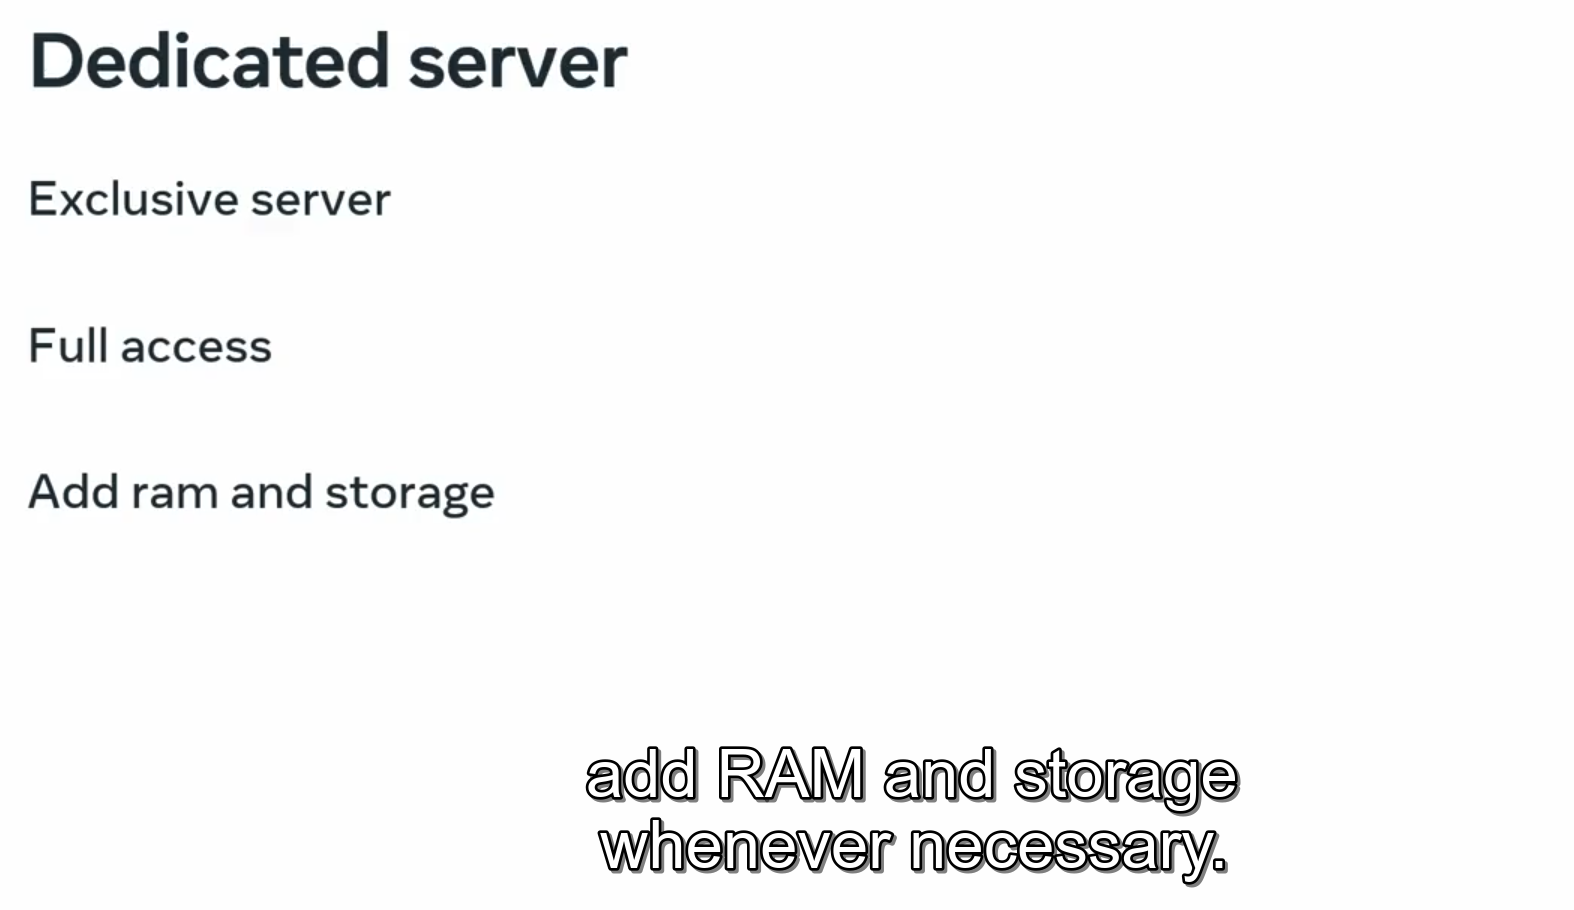 Dedicated server
Exclusive server
Full access
Add ram and storage
add RAM and storage
whenever necessary.